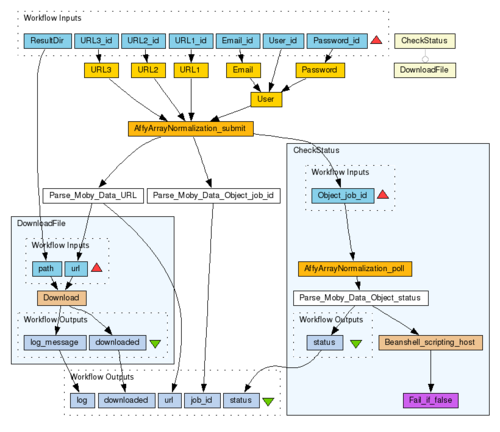 Workflow Inputs
ResultDir URL3_id URL2_id URL1_id Email_id User_id Password_id CheckStatus
URL3 URL2 URL1 Email Password DownloadFile
User
AffyArrayNormalization_submit
CheckStatus
Workflow Inputs
Parse_Moby_Data_URL Parse_Moby_Data_Object_job_id Object_job_id
DownloadFile
Workflow Inputs
path url AffyArrayNormalization_poll
Download Parse_Moby_Data_Object_status
Workflow Outputs Workflow Outputs
log_message downloaded status Beanshell_scripting_host
Workflow Outputs
log downloaded url job_id status Fail_if_false